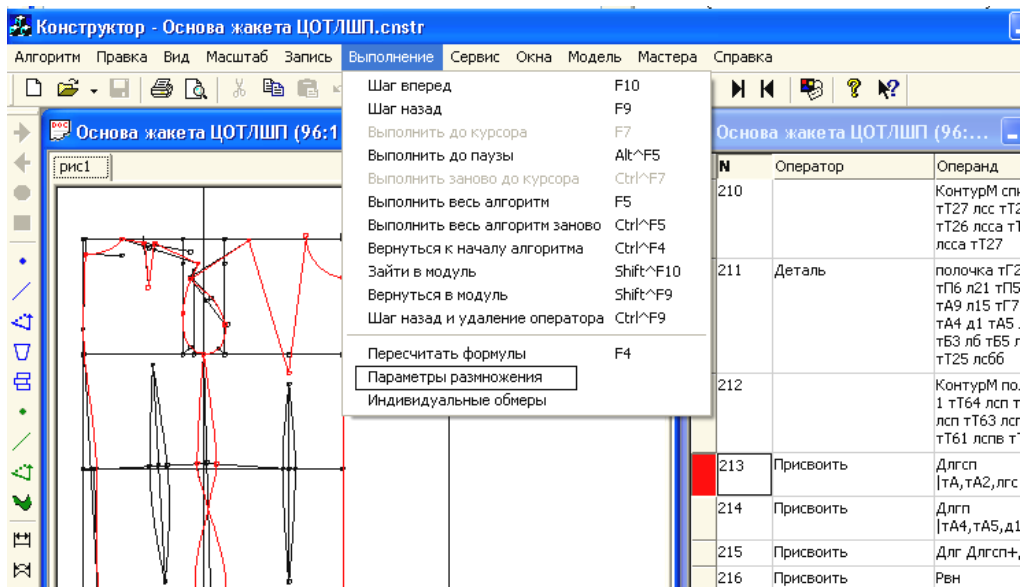 Конструктор - Основа жакета ЦОТЛШП.cnstr
Алгоритм Правка Вид Масштаб Запись Выполнение Сервис Окна Модель Мастера Справка
Основа жакета ЦОТЛШП (96:1
рис1
Шаг вперед F10
Шаг назад F9
Выполнить до курсора F7
Выполнить до паузы Alt^F5
Выполнить заново до курсора Ctrl^F7
Выполнить весь алгоритм F5
Выполнить весь алгоритм заново Ctrl^F5
Вернуться к началу алгоритма Ctrl^F4
Зайти в модуль Shift^F10
Вернуться в модуль Shift^F9
Шаг назад и удаление оператора Ctrl^F9
Пересчитать формулы F4
Параметры размножения
Индивидуальные обмеры
Основа жакета ЦОТЛШП (96:...
N Оператор Операнд
210 КонтурМ
тТ27 лсс
тТ26 лсса
лсса тТ27
211 Деталь полочка
тП6 л21 тП5
тА9 л15 тГ7
тА4 д1 тА5
тБ3 лб тБ5
тТ25 лсбб
212 КонтурМ
1 тТ64 лсп
лсп тТ63
тТ61 лспв
213 Присвоить Длгсп
|тА,тА2,лгс
214 Присвоить Длгп
|тА4,тА5,д1
215 Присвоить Длг Длгсп+
216 Присвоить Рвн